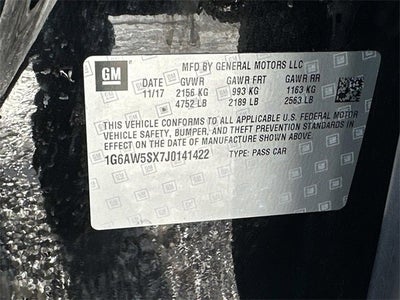 GM
MFD BY GENERAL MOTORS LLC
DATE GVWR GAWR FRT GAWR RR
11/17 2156 KG 993 KG 1163 KG
4752 LB 2189 LB 2563 LB
THIS VEHICLE CONFORMS TO ALL APPLICABLE U.S. FEDERAL MOTOR
VEHICLE SAFETY, BUMPER, AND THEFT PREVENTION STANDARDS IN
EFFECT ON THE DATE OF MANUFACTURE SHOWN ABOVE.
1G6AW5SX7J0141422 TYPE: PASS CAR